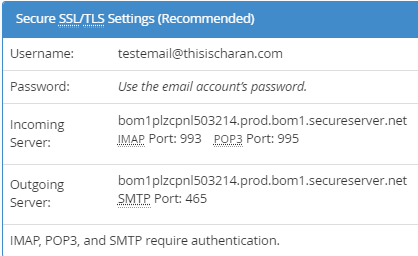 Secure SSL/TLS Settings (Recommended)
Username: testemail@thisischaran.com
Password: Use the email account's password.
Incoming Server: bom1plzcpnl503214.prod.bom1.secureserver.net
IMAP Port: 993 POP3 Port: 995
Outgoing Server: bom1plzcpnl503214.prod.bom1.secureserver.net
SMTP Port: 465
IMAP, POP3, and SMTP require authentication.